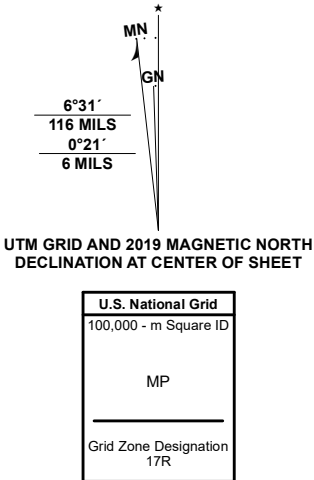 ★
MN
GN
6°31´
116 MILS
0°21´
6 MILS
UTM GRID AND 2019 MAGNETIC NORTH
DECLINATION AT CENTER OF SHEET
U.S. National Grid
100,000 - m Square ID
MP
Grid Zone Designation
17R